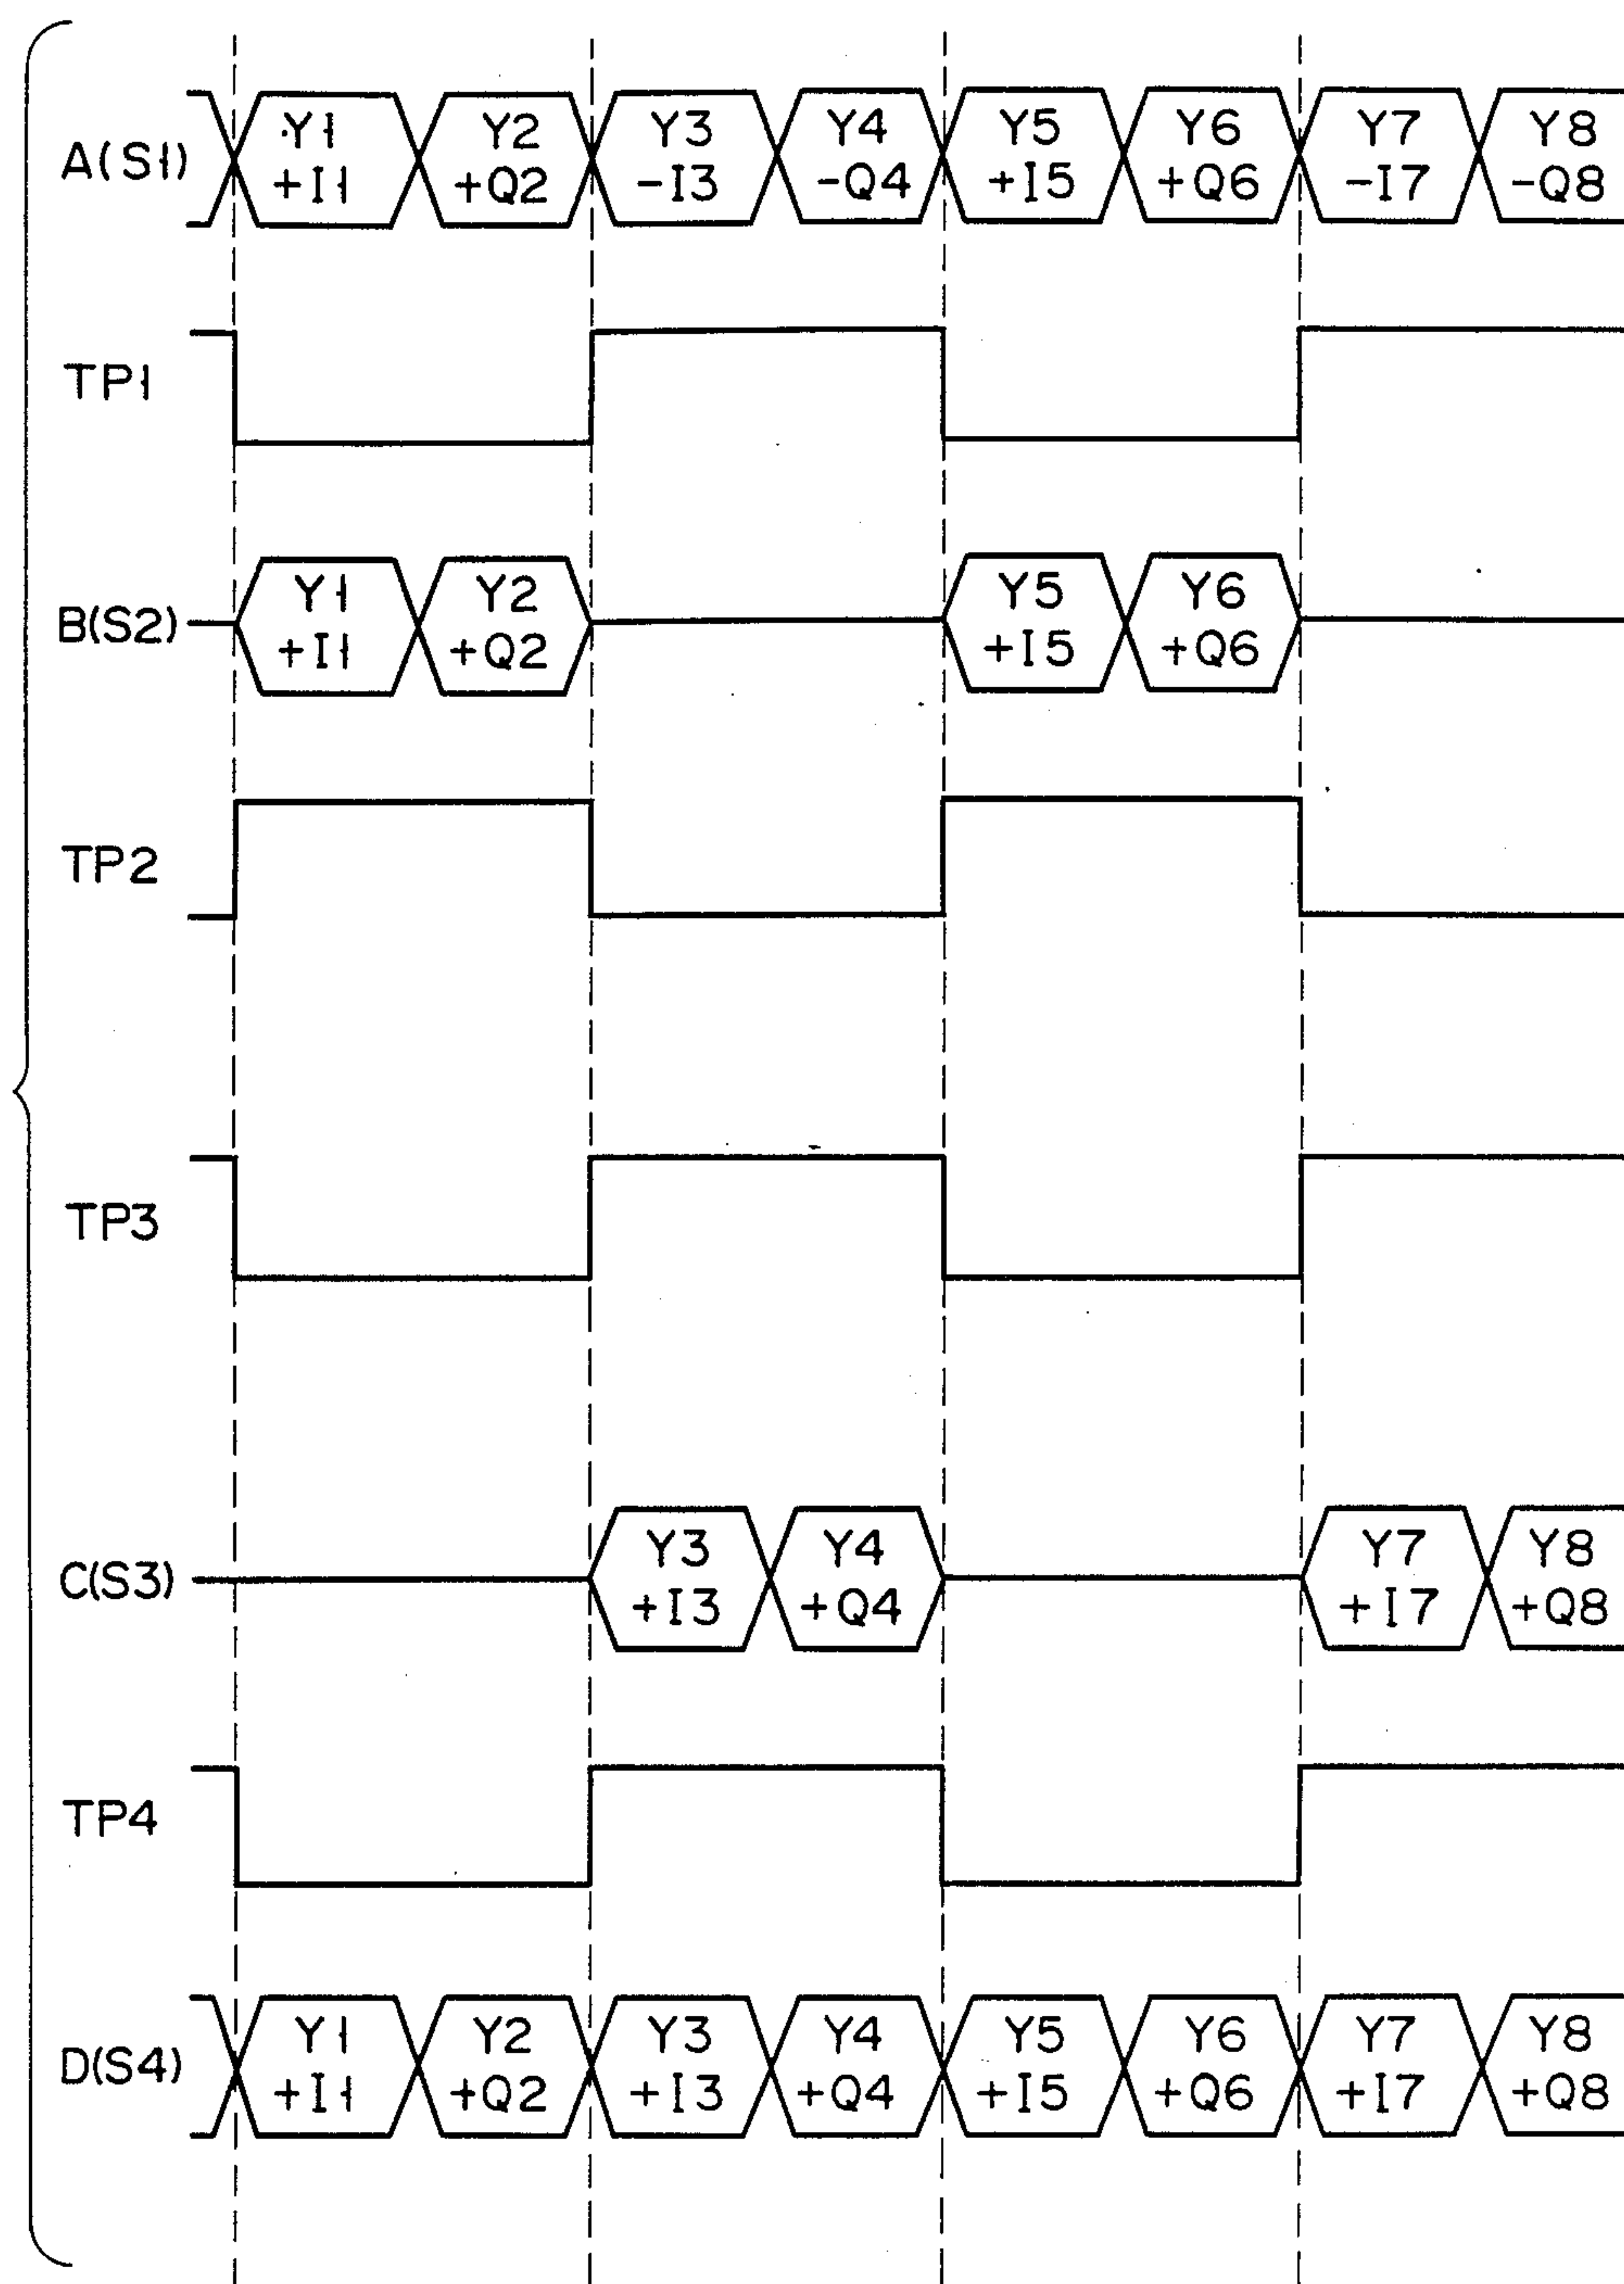 A(S1) Y1 Y2 Y3 Y4 Y5 Y6 Y7 Y8
+I1 +Q2 -I3 -Q4 +I5 +Q6 -I7 -Q8
TP1
B(S2) Y1 Y2 Y5 Y6
+I1 +Q2 +I5 +Q6
TP2
TP3
C(S3) Y3 Y4 Y7 Y8
+I3 +Q4 +I7 +Q8
TP4
D(S4) Y1 Y2 Y3 Y4 Y5 Y6 Y7 Y8
+I1 +Q2 +I3 +Q4 +I5 +Q6 +I7 +Q8